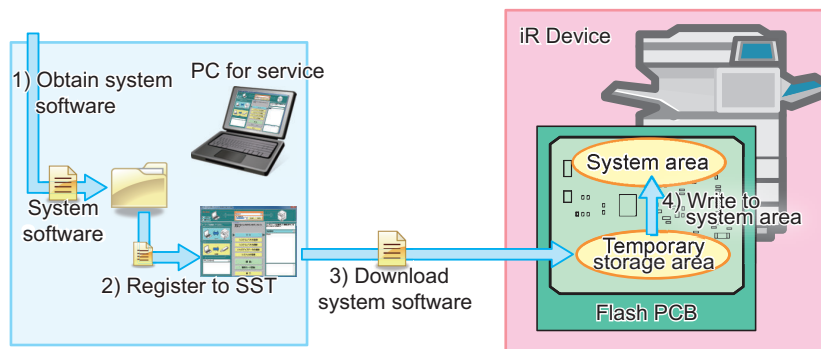 1) Obtain system
software
PC for service
System
software
2) Register to SST
3) Download
system software
iR Device
System area
4) Write to
system area
Temporary
storage area
Flash PCB